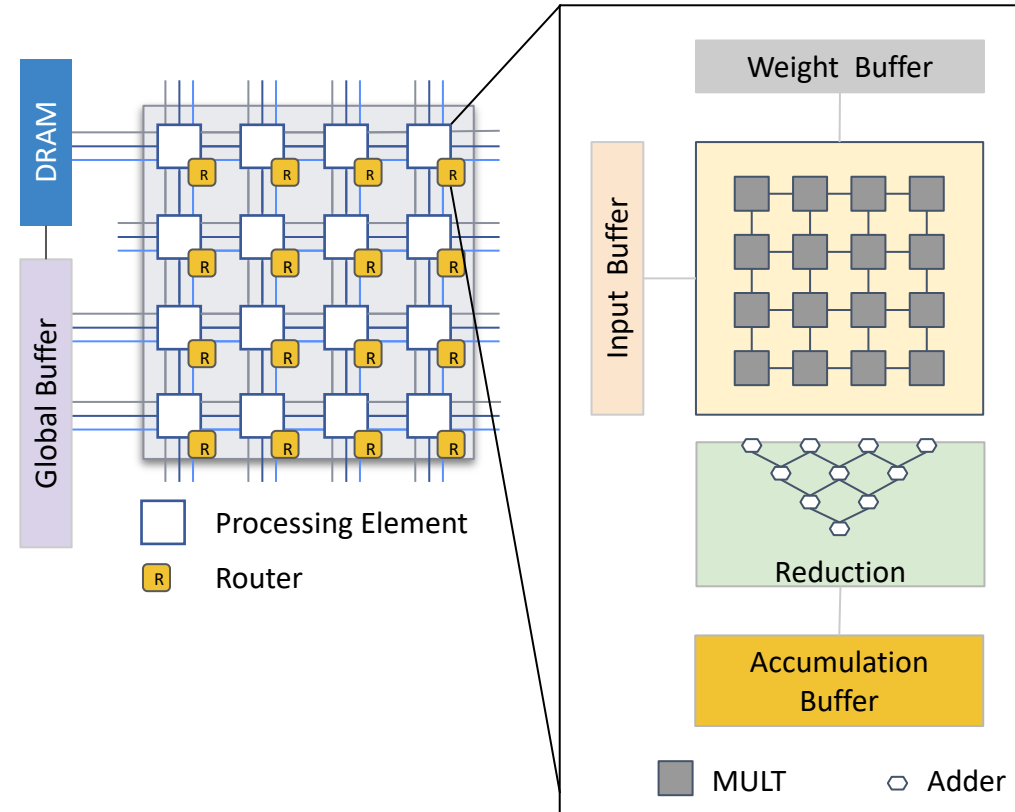 DRAM
Global Buffer
R R R R
R R R R
R R R R
R R R R
Processing Element
R Router
Weight Buffer
Input Buffer
Reduction
Accumulation
Buffer
MULT Adder